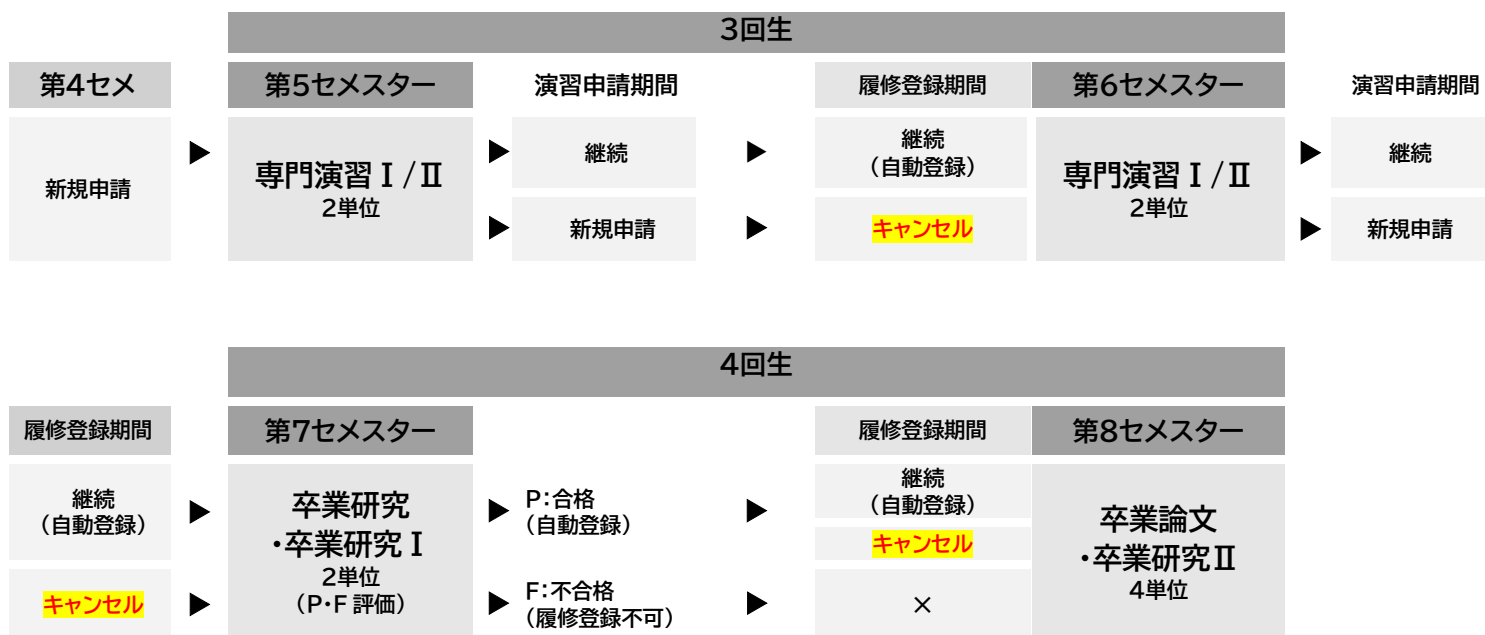 3回生
第4セメ
第5セメスター
演習申請期間
履修登録期間
第6セメスター
演習申請期間
新規申請
専門演習Ⅰ/Ⅱ
2単位
継続
新規申請
継続
(自動登録)
キャンセル
専門演習Ⅰ/Ⅱ
2単位
継続
新規申請
4回生
履修登録期間
第7セメスター
履修登録期間
第8セメスター
継続
(自動登録)
キャンセル
卒業研究
・卒業研究Ⅰ
2単位
(P・F 評価)
P:合格
(自動登録)
F:不合格
(履修登録不可)
継続
(自動登録)
キャンセル
×
卒業論文
・卒業研究Ⅱ
4単位